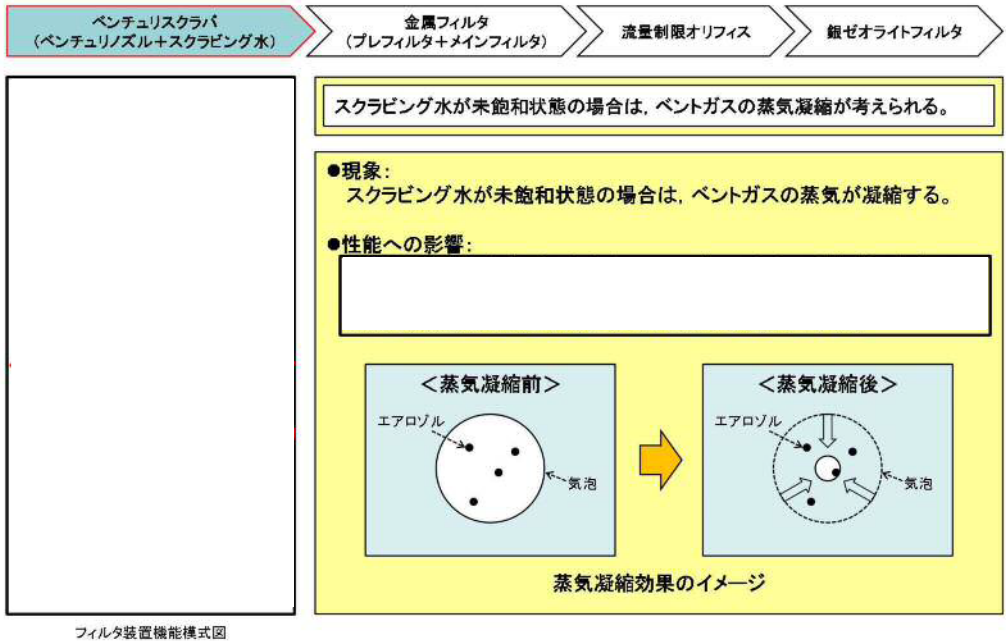 ベンチュリスクラバ
(ベンチュリノズル+スクラビング水)
金属フィルタ
(プレフィルタ+メインフィルタ)
流量制限オリフィス
銀ゼオライトフィルタ
スクラビング水が未飽和状態の場合は,ベントガスの蒸気凝縮が考えられる。
●現象:
スクラビング水が未飽和状態の場合は,ベントガスの蒸気が凝縮する。
●性能への影響:
<蒸気凝縮前>
エアロゾル
気泡
<蒸気凝縮後>
エアロゾル
気泡
蒸気凝縮効果のイメージ
フィルタ装置機能模式図